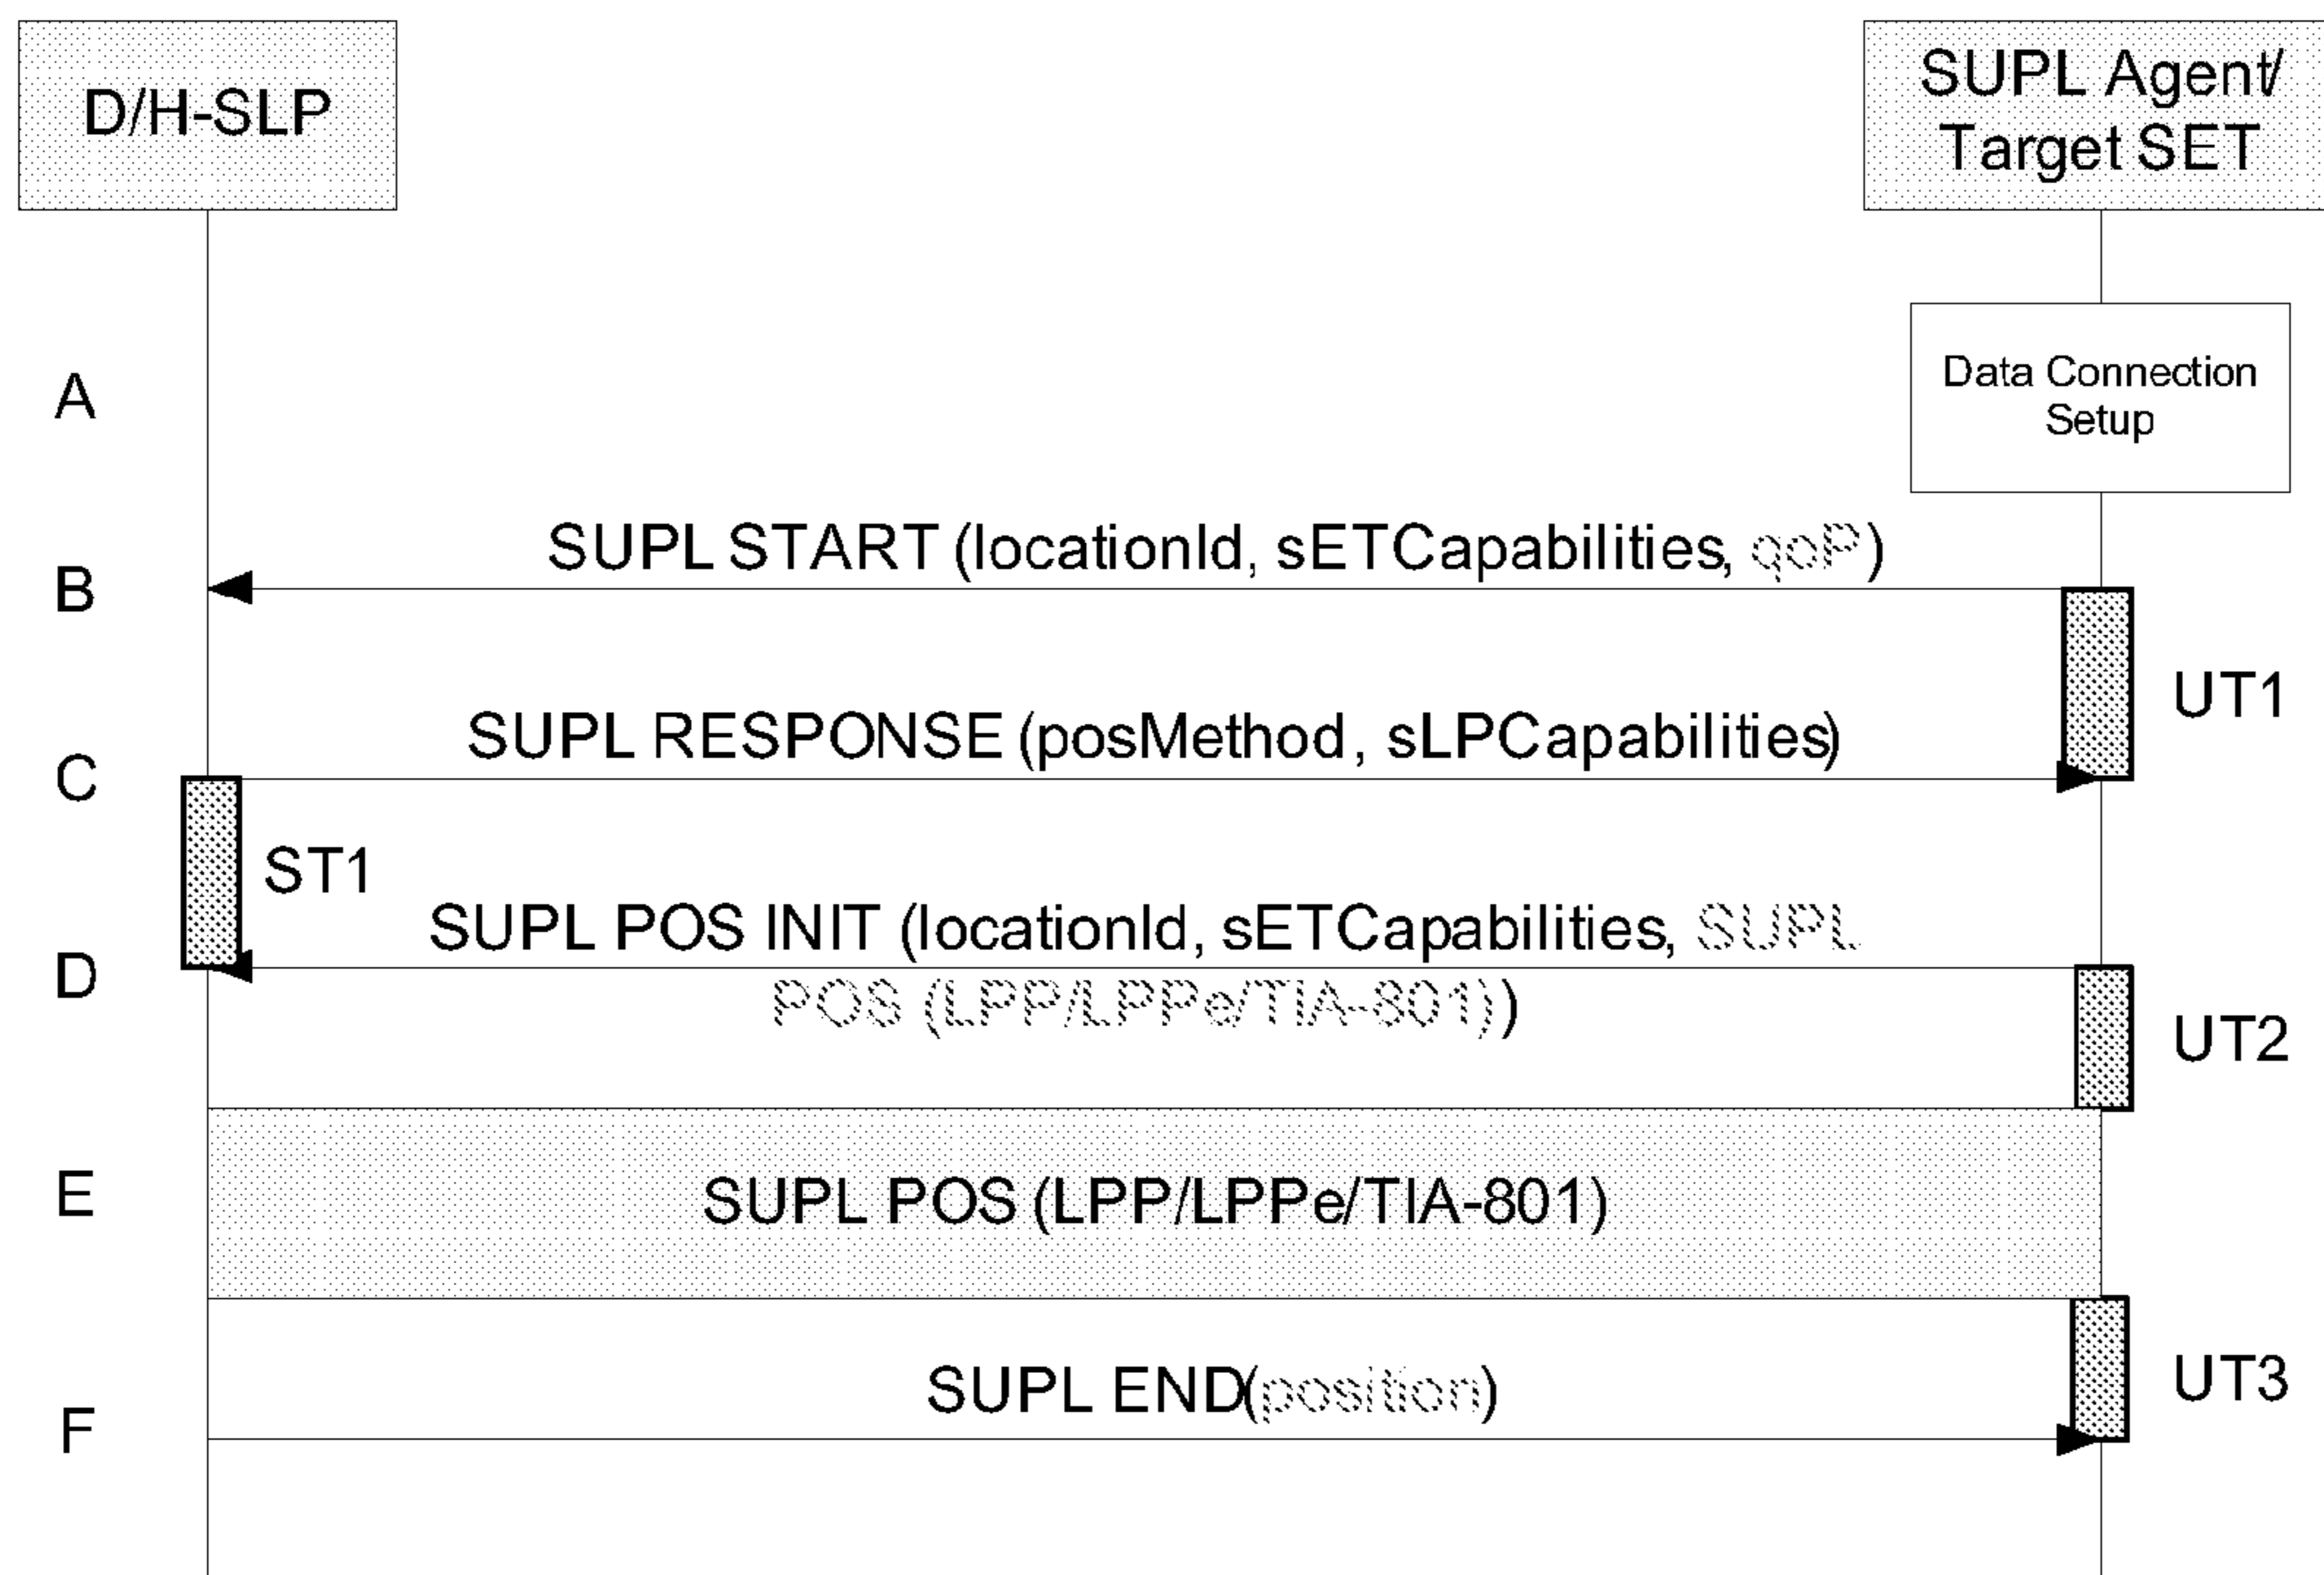 D/H-SLP
SUPL Agent/
Target SET
A
Data Connection
Setup
B
SUPL START (locationId, sETCapabilities, qoP)
UT1
SUPL RESPONSE (posMethod, sLPCapabilities)
C
ST1
SUPL POS INIT (locationId, sETCapabilities, SUPL
POS (LPP/LPPe/TIA-801))
D
UT2
E
SUPL POS (LPP/LPPe/TIA-801)
UT3
SUPL END(position)
F